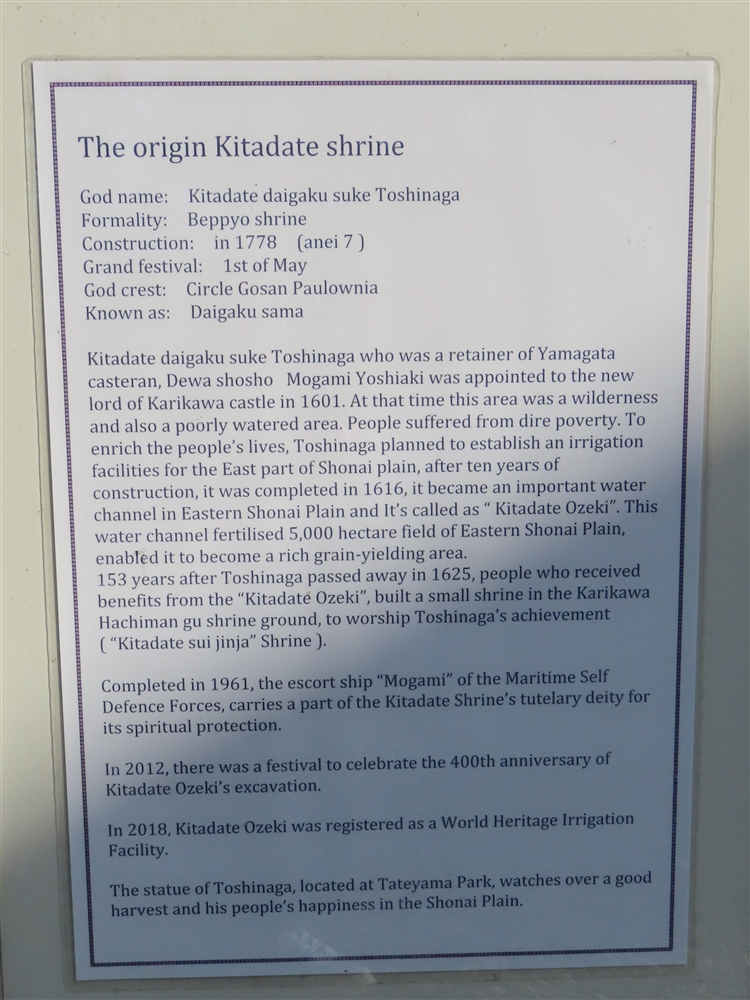 The origin Kitadate shrine
God name: Kitadate daigaku suke Toshinaga
Formality: Beppyo shrine
Construction: in 1778 (anei 7 )
Grand festival: 1st of May
God crest: Circle Gosan Paulownia
Known as: Daigaku sama
Kitadate daigaku suke Toshinaga who was a retainer of Yamagata
casteran, Dewa shosho Mogami Yoshiaki was appointed to the new
lord of Karikawa castle in 1601. At that time this area was a wilderness
and also a poorly watered area. People suffered from dire poverty. To
enrich the people's lives, Toshinaga planned to establish an irrigation
facilities for the East part of Shonai plain, after ten years of
construction, it was completed in 1616, it became an important water
channel in Eastern Shonai Plain and It's called as “ Kitadate Ozeki”. This
water channel fertilised 5,000 hectare field of Eastern Shonai Plain,
enabled it to become a rich grain-yielding area.
153 years after Toshinaga passed away in 1625, people who received
benefits from the “Kitadate Ozeki”, built a small shrine in the Karikawa
Hachiman gu shrine ground, to worship Toshinaga's achievement
( “Kitadate sui jinja” Shrine ).
Completed in 1961, the escort ship “Mogami” of the Maritime Self
Defence Forces, carries a part of the Kitadate Shrine's tutelary deity for
its spiritual protection.
In 2012, there was a festival to celebrate the 400th anniversary of
Kitadate Ozeki's excavation.
In 2018, Kitadate Ozeki was registered as a World Heritage Irrigation
Facility.
The statue of Toshinaga, located at Tateyama Park, watches over a good
harvest and his people's happiness in the Shonai Plain.